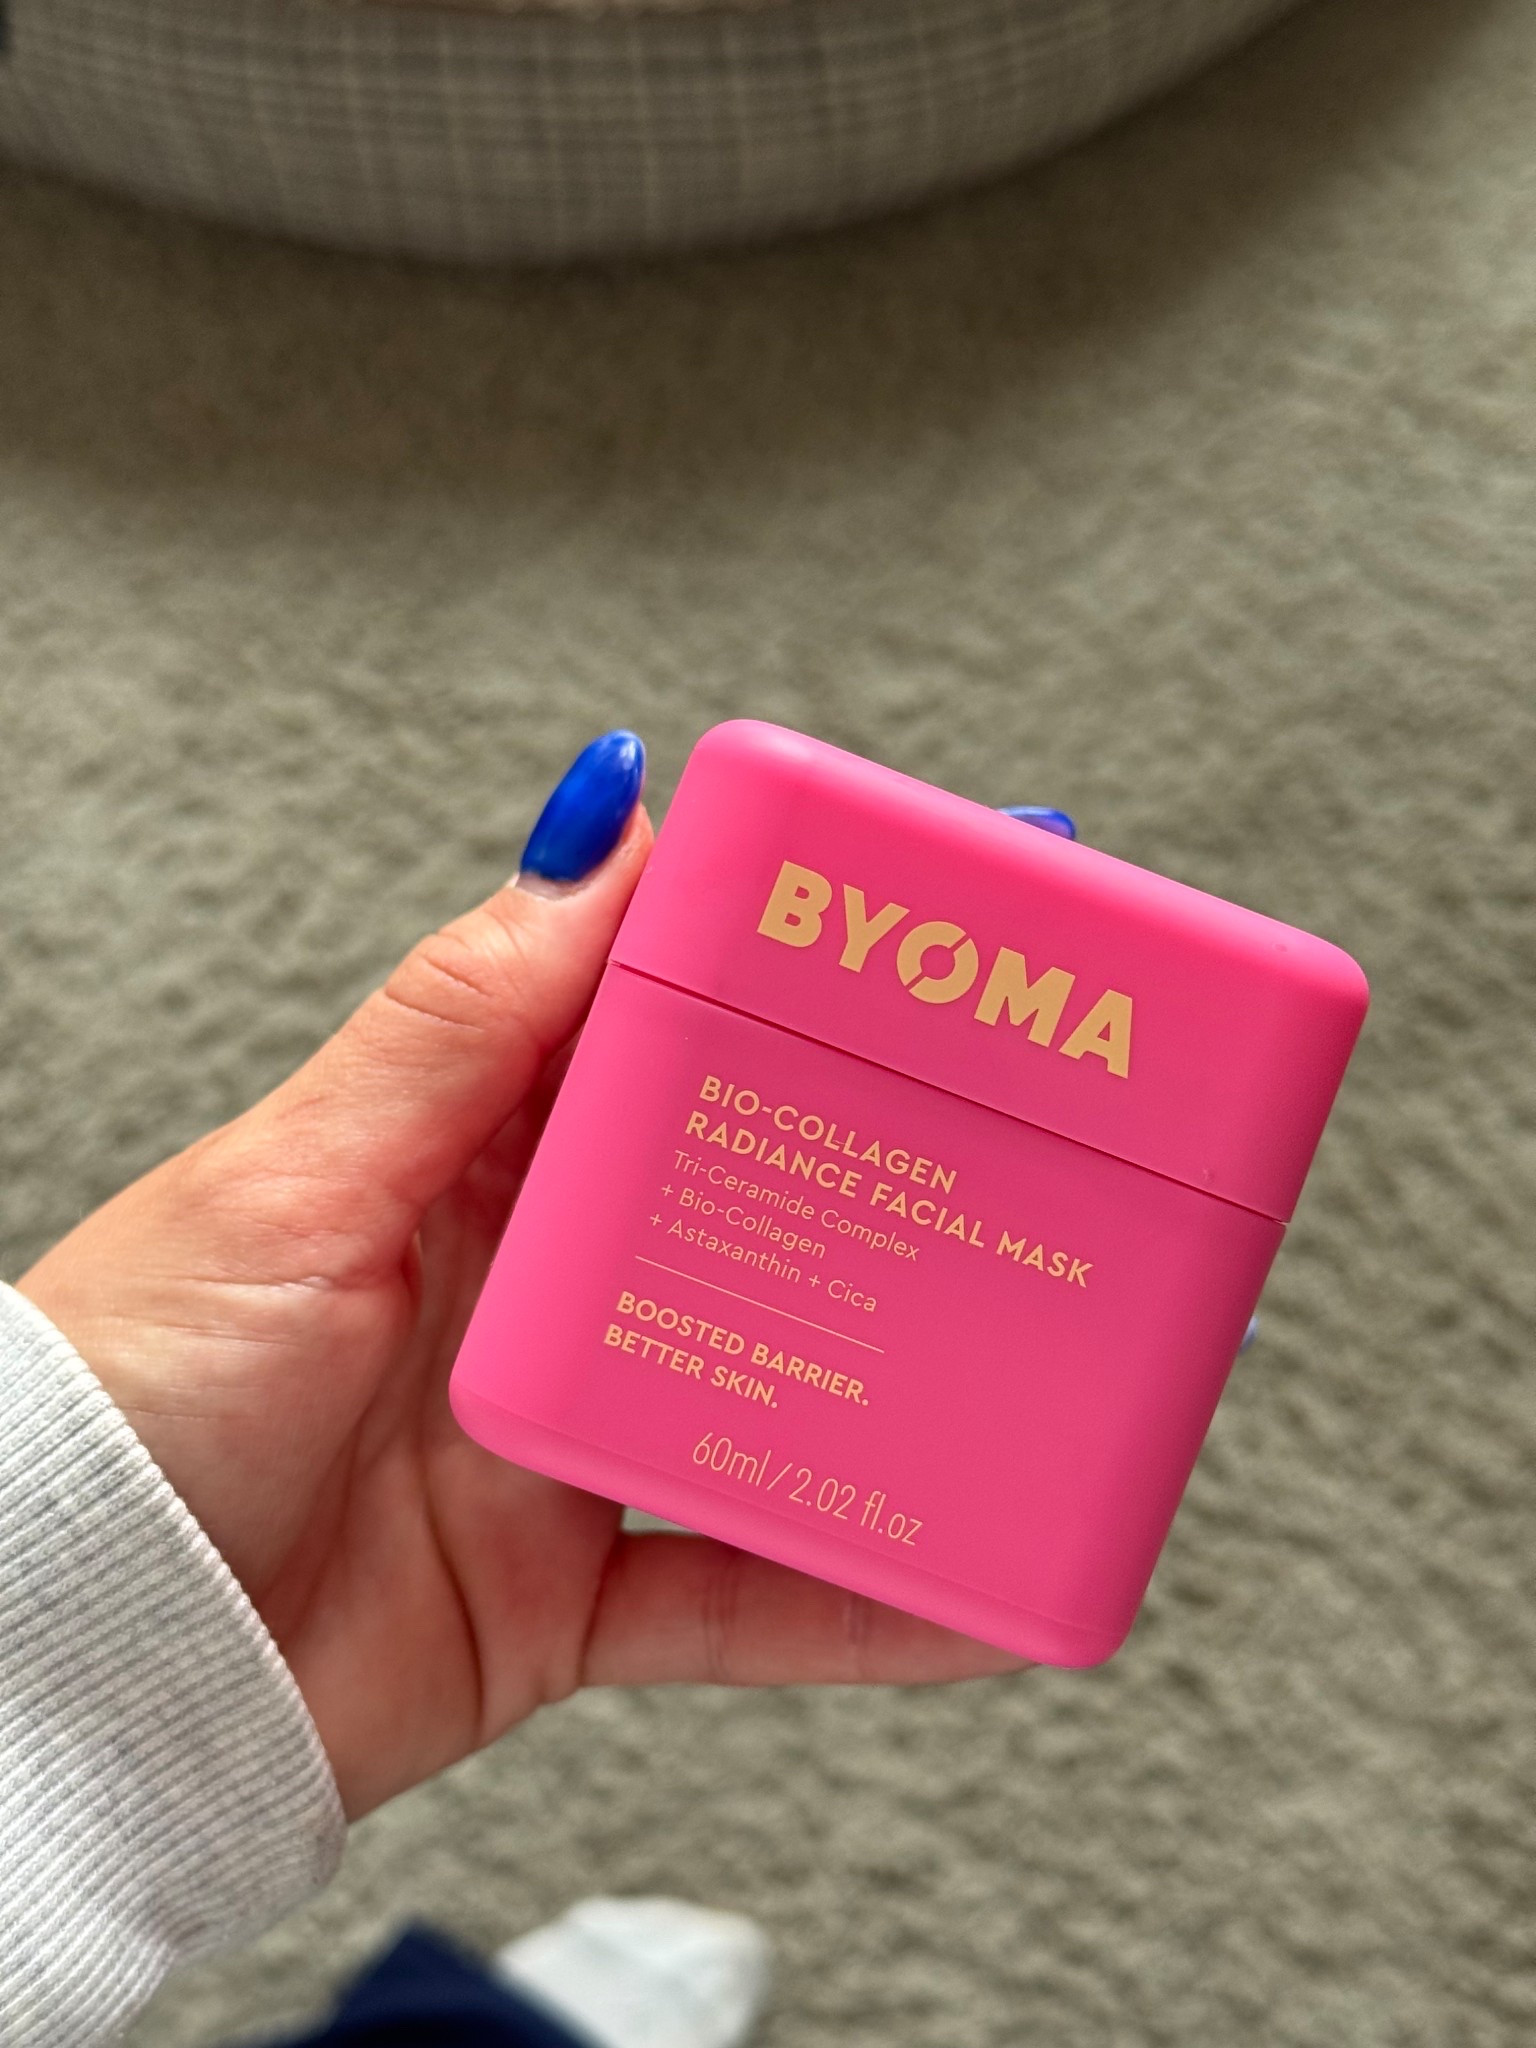 BYOMA
BIO-COLLAGEN
RADIANCE FACIAL MASK
Tri-Ceramide Complex
+ Bio-Collagen
+ Astaxanthin + Cica
BOOSTED BARRIER.
BETTER SKIN.
60ml/2.02 fl.oz